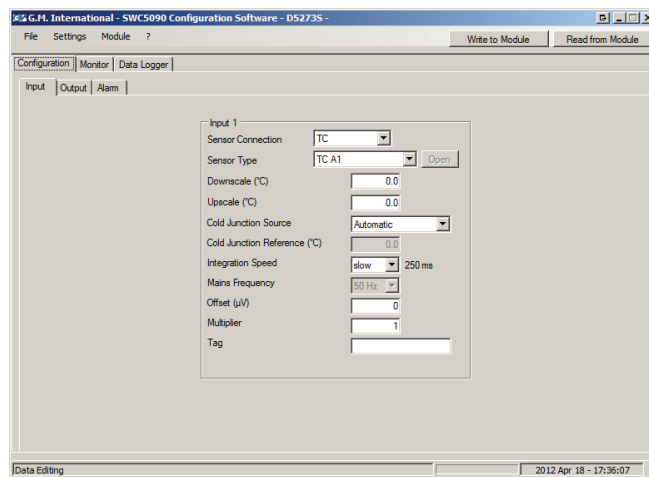 G.M. International - SWC5090 Configuration Software - D5273S -
File Settings Module ? Write to Module Read from Module
Configuration Monitor Data Logger
Input Output Alarm
Input 1
Sensor Connection TC
Sensor Type TC A1 Open
Downscale (°C) 0.0
Upscale (°C) 0.0
Cold Junction Source Automatic
Cold Junction Reference (°C) 0.0
Integration Speed slow 250 ms
Mains Frequency 50 Hz
Offset (µV) 0
Multiplier 1
Tag
Data Editing 2012 Apr 18 - 17:36:07